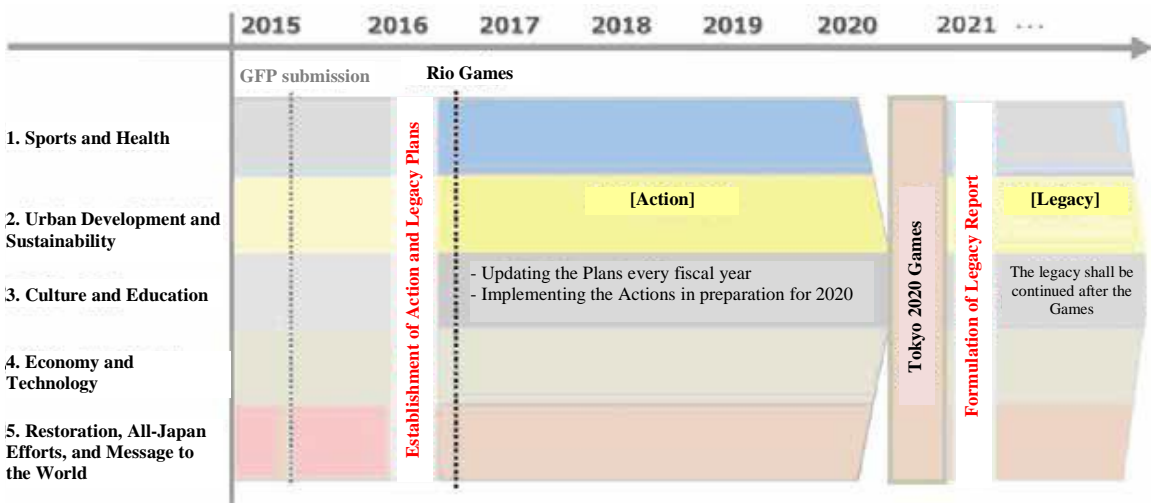 2015 2016 2017 2018 2019 2020 2021 ...
GFP submission
Rio Games
1. Sports and Health
2. Urban Development and
Sustainability
3. Culture and Education
4. Economy and
Technology
5. Restoration, All-Japan
Efforts, and Message to
the World
Establishment of Action and Legacy Plans
[Action]
- Updating the Plans every fiscal year
- Implementing the Actions in preparation for 2020
Tokyo 2020 Games
Formulation of Legacy Report
[Legacy]
The legacy shall be
continued after the
Games